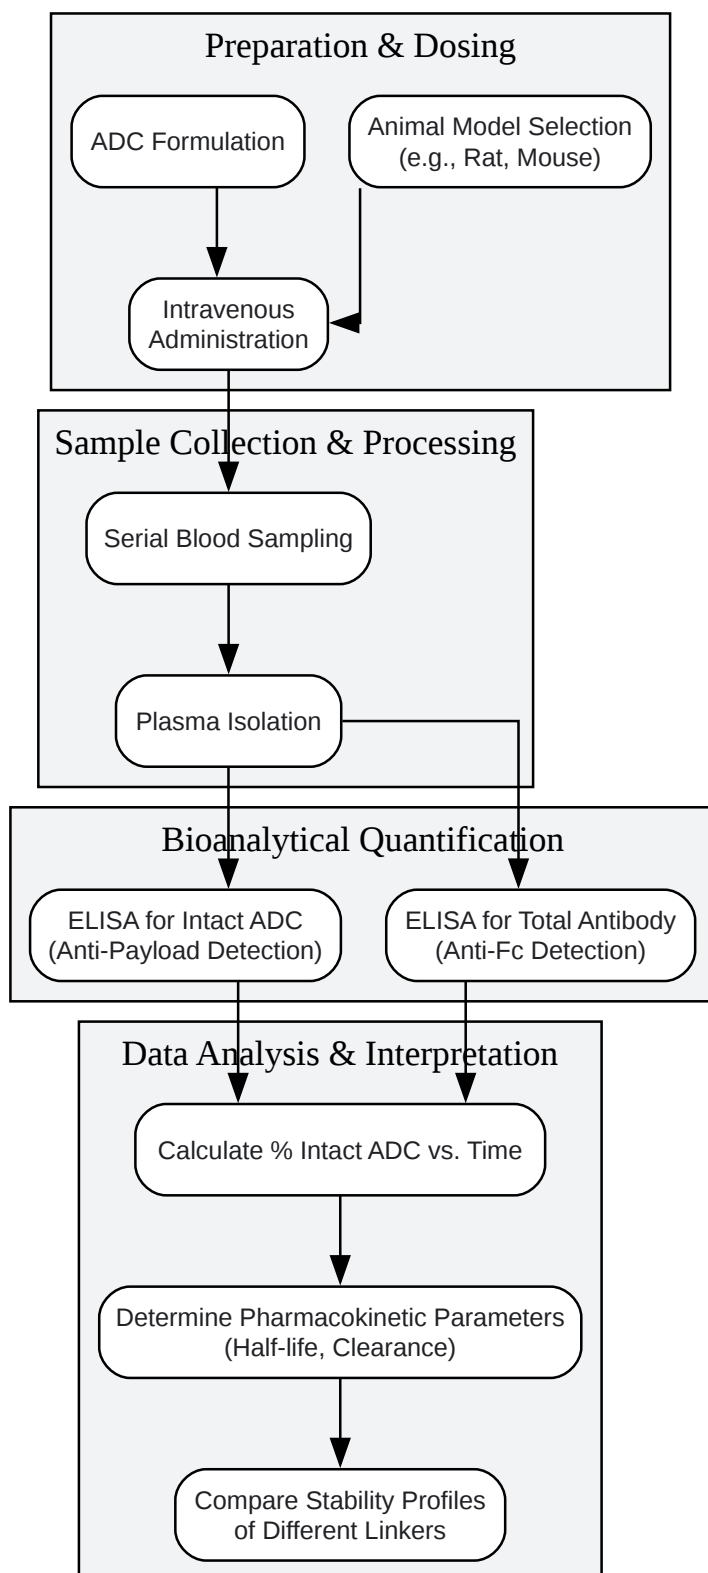 Preparation & Dosing
ADC Formulation
Animal Model Selection
(e.g., Rat, Mouse)
Intravenous
Administration
Sample Collection & Processing
Serial Blood Sampling
Plasma Isolation
Bioanalytical Quantification
ELISA for Intact ADC
(Anti-Payload Detection)
ELISA for Total Antibody
(Anti-Fc Detection)
Data Analysis & Interpretation
Calculate % Intact ADC vs. Time
Determine Pharmacokinetic Parameters
(Half-life, Clearance)
Compare Stability Profiles
of Different Linkers